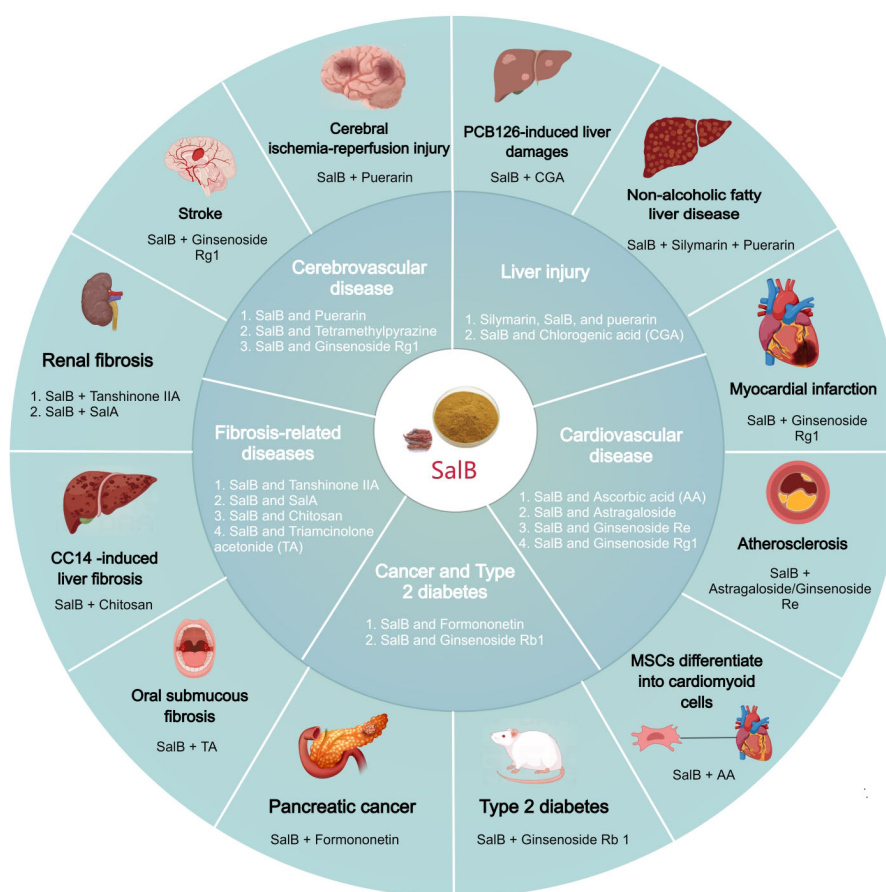 Cerebral
ischemia-reperfusion injury
SalB + Puerarin
PCB126-induced liver
damages
SalB + CGA
Non-alcoholic fatty
liver disease
SalB + Silymarin + Puerarin
Myocardial infarction
SalB + Ginsenoside
Rg1
Atherosclerosis
SalB +
Astragaloside/Ginsenoside
Re
MSCs differentiate
into cardiomyoid
cells
SalB + AA
Type 2 diabetes
SalB + Ginsenoside Rb 1
Pancreatic cancer
SalB + Formononetin
Oral submucous
fibrosis
SalB + TA
CC14 -induced
liver fibrosis
SalB + Chitosan
Renal fibrosis
1. SalB + Tanshinone IIA
2. SalB + SalA
Stroke
SalB + Ginsenoside
Rg1
Cerebrovascular
disease
1. SalB and Puerarin
2. SalB and Tetramethylpyrazine
3. SalB and Ginsenoside Rg1
Liver injury
1. Silymarin, SalB, and puerarin
2. SalB and Chlorogenic acid (CGA)
Cardiovascular
disease
1. SalB and Ascorbic acid (AA)
2. SalB and Astragaloside
3. SalB and Ginsenoside Re
4. SalB and Ginsenoside Rg1
Cancer and Type
2 diabetes
1. SalB and Formononetin
2. SalB and Ginsenoside Rb1
Fibrosis-related
diseases
1. SalB and Tanshinone IIA
2. SalB and SalA
3. SalB and Chitosan
4. SalB and Triamcinolone
acetonide (TA)
SalB